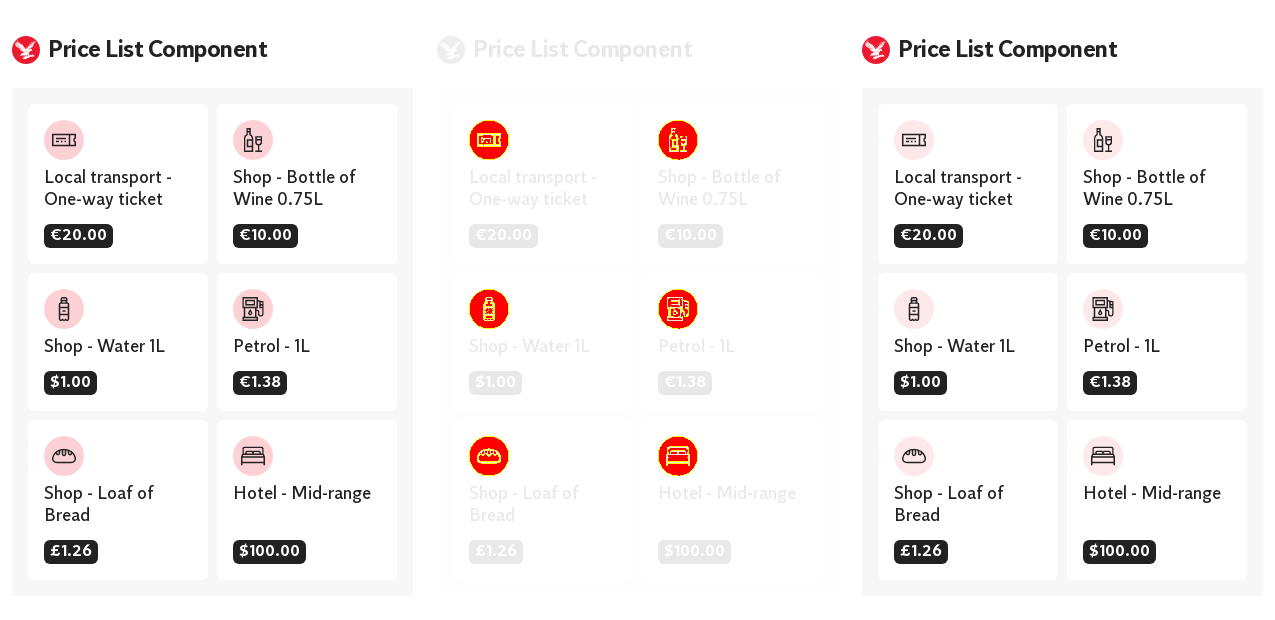 Price List Component
Local transport -
One-way ticket
€20.00
Shop - Bottle of
Wine 0.75L
€10.00
Shop - Water 1L
$1.00
Petrol - 1L
€1.38
Shop - Loaf of
Bread
£1.26
Hotel - Mid-range
$100.00
Price List Component
Local transport -
One-way ticket
€20.00
Shop - Bottle of
Wine 0.75L
€10.00
Shop - Water 1L
$1.00
Petrol - 1L
€1.38
Shop - Loaf of
Bread
£1.26
Hotel - Mid-range
$100.00
Price List Component
Local transport -
One-way ticket
€20.00
Shop - Bottle of
Wine 0.75L
€10.00
Shop - Water 1L
$1.00
Petrol - 1L
€1.38
Shop - Loaf of
Bread
£1.26
Hotel - Mid-range
$100.00